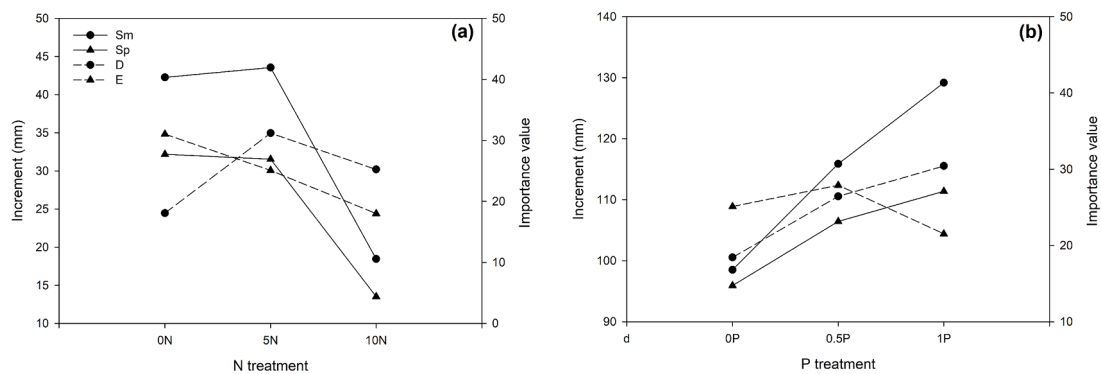 (a)
Sm
Sp
D
E
50
45
40
35
30
25
20
15
10
Increment (mm)
50
40
30
20
10
0
Importance value
0N 5N 10N
N treatment
(b)
140
130
120
110
100
90
Increment (mm)
50
40
30
20
10
Importance value
d 0P 0.5P 1P
P treatment